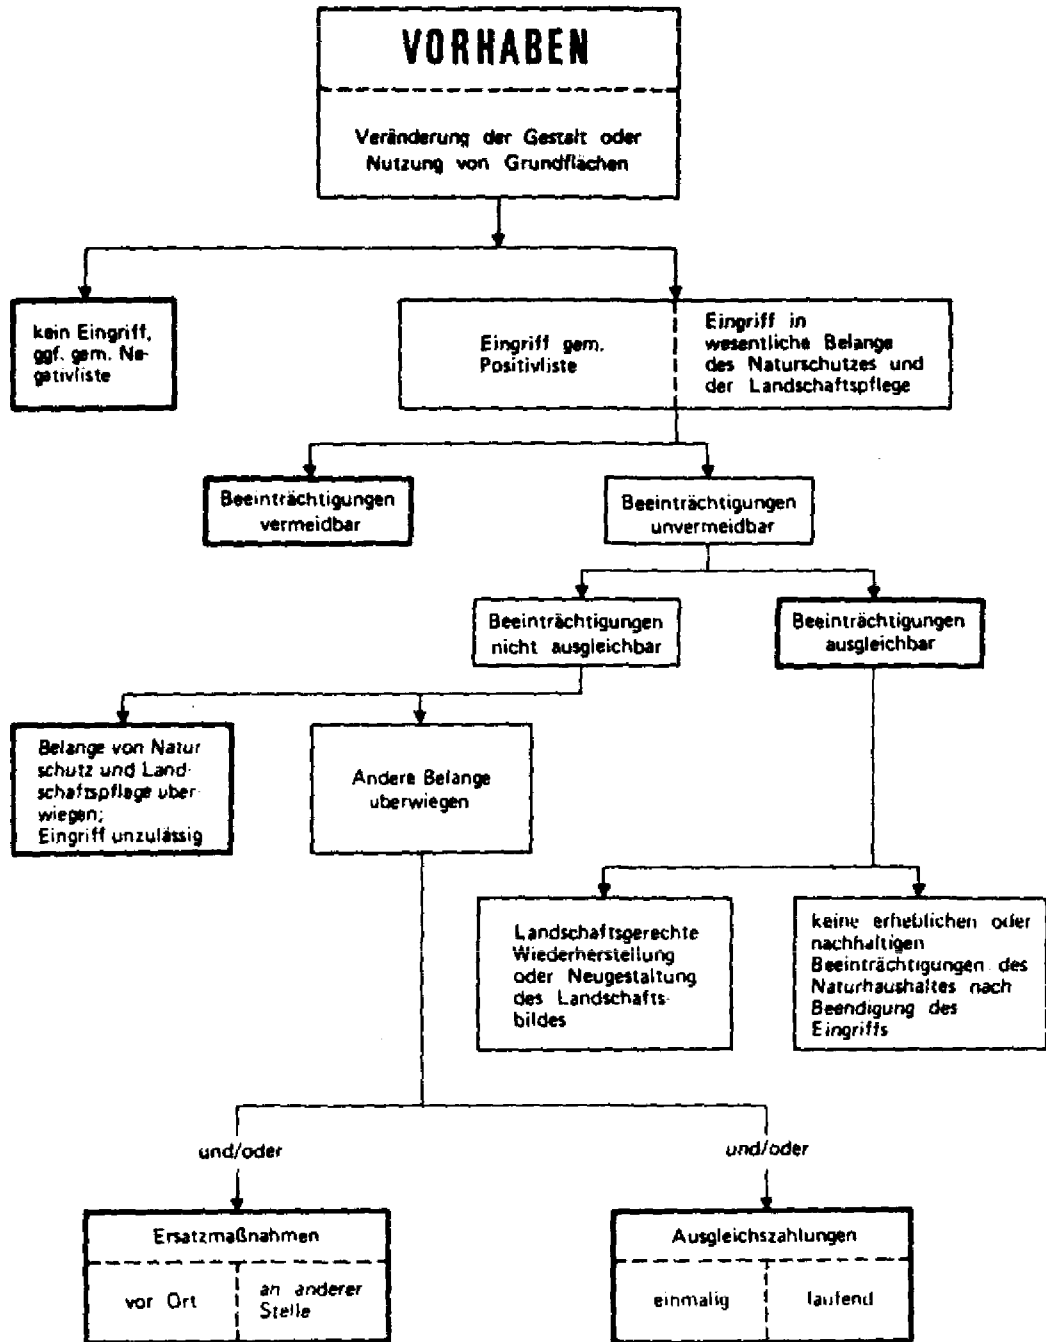 VORHABEN
Veränderung der Gestalt oder
Nutzung von Grundflächen
kein Eingriff,
ggf. gem. Ne-
gativliste
Eingriff gem.
Positivliste
Eingriff in
wesentliche Belange
des Naturschutzes und
der Landschaftspflege
Beeinträchtigungen
vermeidbar
Beeinträchtigungen
unvermeidbar
Beeinträchtigungen
nicht ausgleichbar
Beeinträchtigungen
ausgleichbar
Belange von Natur
schutz und Land-
schaftspflege uber-
wiegen;
Eingriff unzulässig
Andere Belange
uberwiegen
Landschaftsgerechte
Wiederherstellung
oder Neugestaltung
des Landschafts-
bildes
keine erheblichen oder
nachhaltigen
Beeinträchtigungen des
Naturhaushaltes nach
Beendigung des
Eingriffs
und/oder
und/oder
Ersatzmaßnahmen
vor Ort
an anderer
Stelle
Ausgleichszahlungen
einmalig
laufend